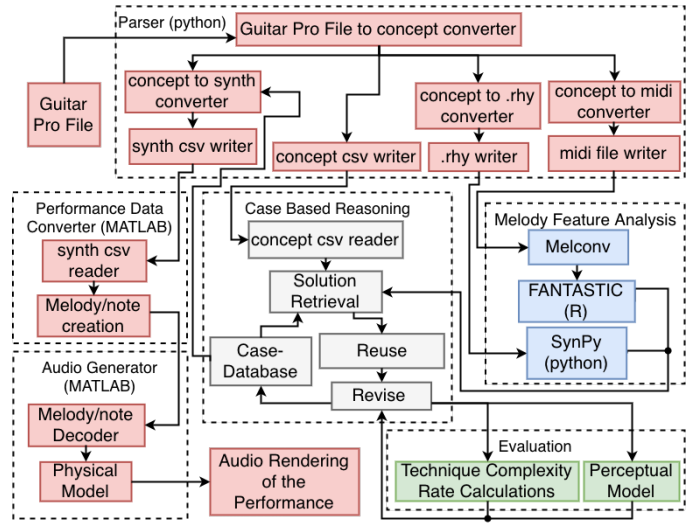 Parser (python)
Guitar Pro File to concept converter
Guitar
Pro File
concept to synth
converter
synth csv writer
concept csv writer
concept to .rhy
converter
.rhy writer
concept to midi
converter
midi file writer
Performance Data
Converter (MATLAB)
synth csv
reader
Melody/note
creation
Case Based Reasoning
concept csv reader
Solution
Retrieval
Case-
Database
Reuse
Revise
Melody Feature Analysis
Melconv
FANTASTIC
(R)
SynPy
(python)
Audio Generator
(MATLAB)
Melody/note
Decoder
Physical
Model
Audio Rendering
of the
Performance
Evaluation
Technique Complexity
Rate Calculations
Perceptual
Model